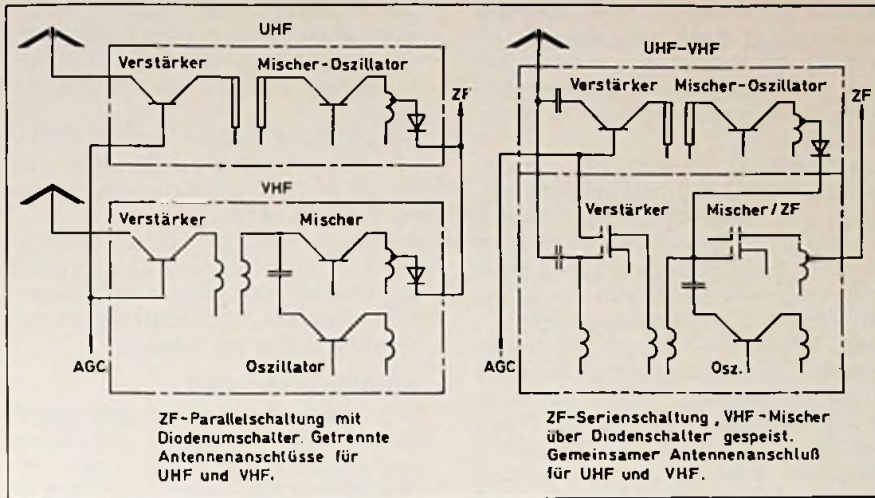 UHF
Verstärker
Mischer-Oszillator
ZF
VHF
Verstärker
Mischer
AGC
Oszillator
ZF-Parallelschaltung mit
Diodenumschalter. Getrennte
Antennenanschlüsse für
UHF und VHF.
UHF-VHF
Verstärker
Mischer-Oszillator
ZF
Verstärker
Mischer/ZF
AGC
Osz.
ZF-Serienschaltung, VHF-Mischer
über Diodenschalter gespeist.
Gemeinsamer Antennenanschluß
für UHF und VHF.